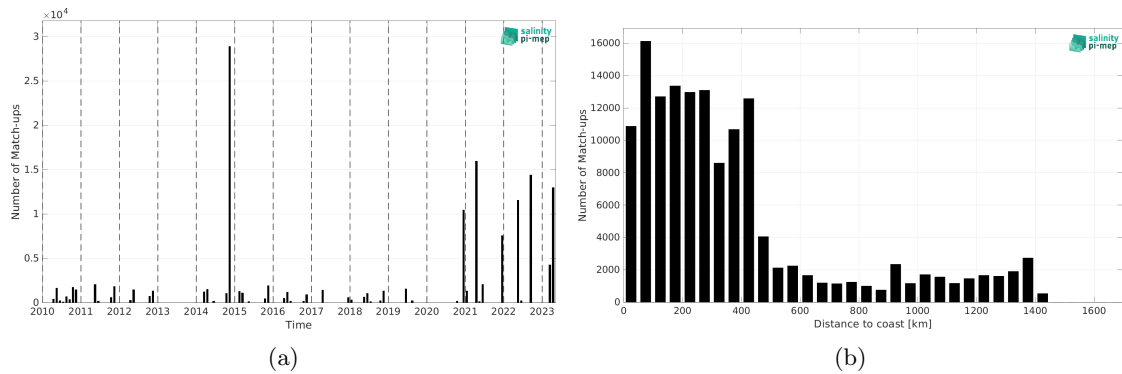 ×10⁴
3
2.5
2
1.5
1
0.5
0
Number of Match-ups
2010 2011 2012 2013 2014 2015 2016 2017 2018 2019 2020 2021 2022 2023
Time
salinity
pi-mep
(a)
16000
14000
12000
10000
8000
6000
4000
2000
0
Number of Match-ups
0 200 400 600 800 1000 1200 1400 1600
Distance to coast [km]
salinity
pi-mep
(b)